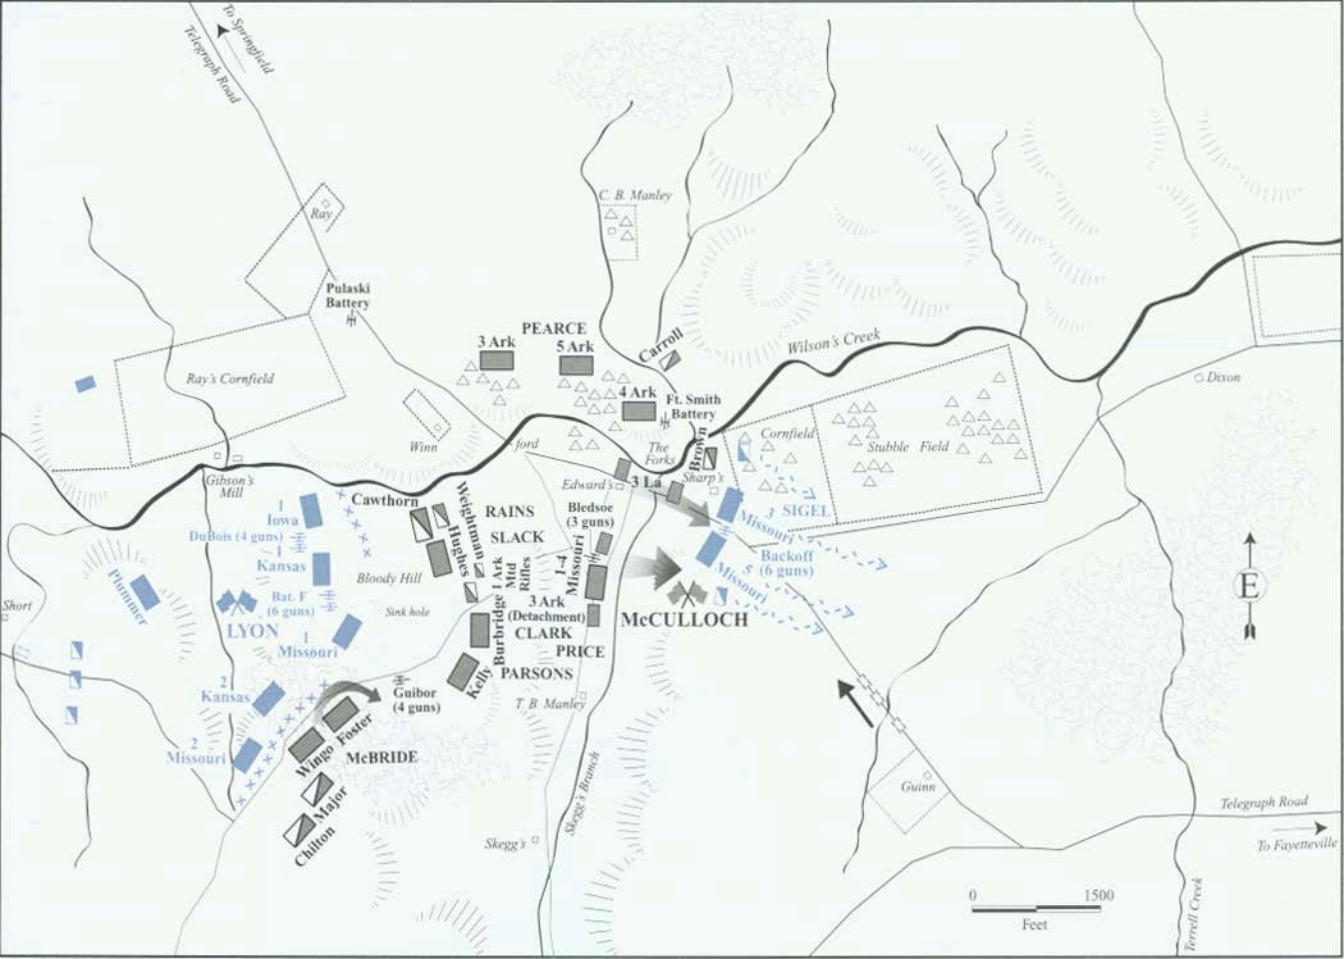 To Springfield
Telegraph Road
Ray
C. B. Manley
Pulaski
Battery
PEARCE
3 Ark
5 Ark
Carroll
Wilson's Creek
Ray's Cornfield
4 Ark
Ft. Smith
Battery
Dixon
Winn
ford
The
Forks
Brown
Cornfield
Stubble Field
Gibson's
Mill
Edward's
3 La
Sharp's
Cawthorn
Weightman
RAINS
Bledsoe
(3 guns)
3
Missouri
SIGEL
1
Iowa
DuBois (4 guns)
1
Kansas
Hughes
SLACK
Backoff
(6 guns)
5
Missouri
Bloody Hill
1 Ark
Mtd
Rifles
1-4
Missouri
Plummer
Bat. F
(6 guns)
Sink hole
3 Ark
(Detachment)
McCULLOCH
E
Short
LYON
1
Missouri
Burbridge
CLARK
PRICE
Kelly
PARSONS
2
Kansas
Guibor
(4 guns)
T. B. Manley
Foster
Wingo
McBRIDE
2
Missouri
Major
Chilton
Skegg's Branch
Skegg's
Guinn
Telegraph Road
To Fayetteville
Terrell Creek
0 1500
Feet